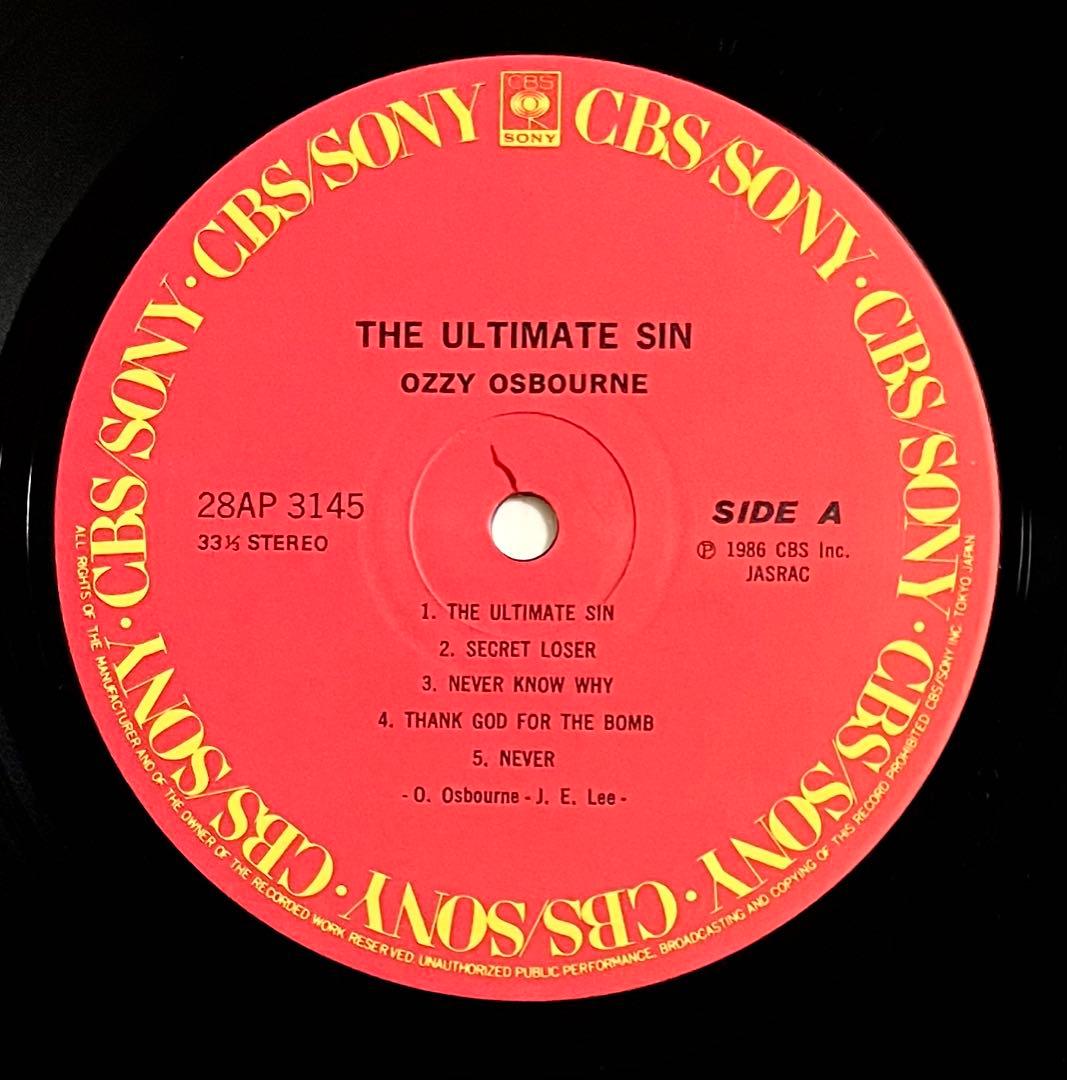 CBS
SONY
CBS/SONY · CBS/SONY · CBS/SONY · CBS/SONY · CBS/SONY · CBS/SONY · CBS/SONY · CBS/SONY
THE ULTIMATE SIN
OZZY OSBOURNE
28AP 3145
33⅓ STEREO
SIDE A
℗ 1986 CBS Inc.
JASRAC
1. THE ULTIMATE SIN
2. SECRET LOSER
3. NEVER KNOW WHY
4. THANK GOD FOR THE BOMB
5. NEVER
- O. Osbourne - J. E. Lee -
ALL RIGHTS OF THE MANUFACTURER AND OF THE OWNER OF THE RECORDED WORK RESERVED. UNAUTHORIZED PUBLIC PERFORMANCE, BROADCASTING AND COPYING OF THIS RECORD PROHIBITED CBS/SONY INC. TOKYO JAPAN